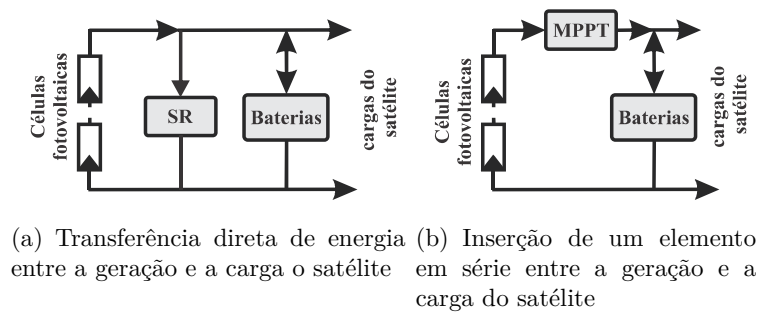 Células
fotovoltaicas
SR
Baterias
cargas do
satélite
MPPT
Células
fotovoltaicas
Baterias
cargas do
satélite
(a) Transferência direta de energia
entre a geração e a carga o satélite
(b) Inserção de um elemento
em série entre a geração e a
carga do satélite